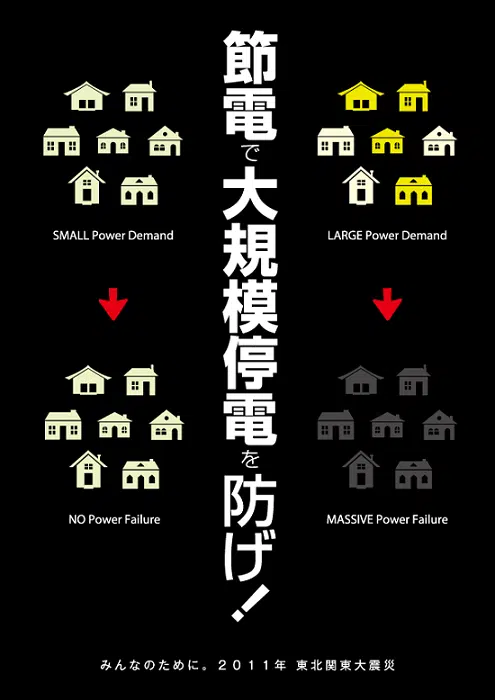 節電で大規模停電を防げ!
SMALL Power Demand
LARGE Power Demand
NO Power Failure
MASSIVE Power Failure
みんなのために。2011年 東北関東大震災